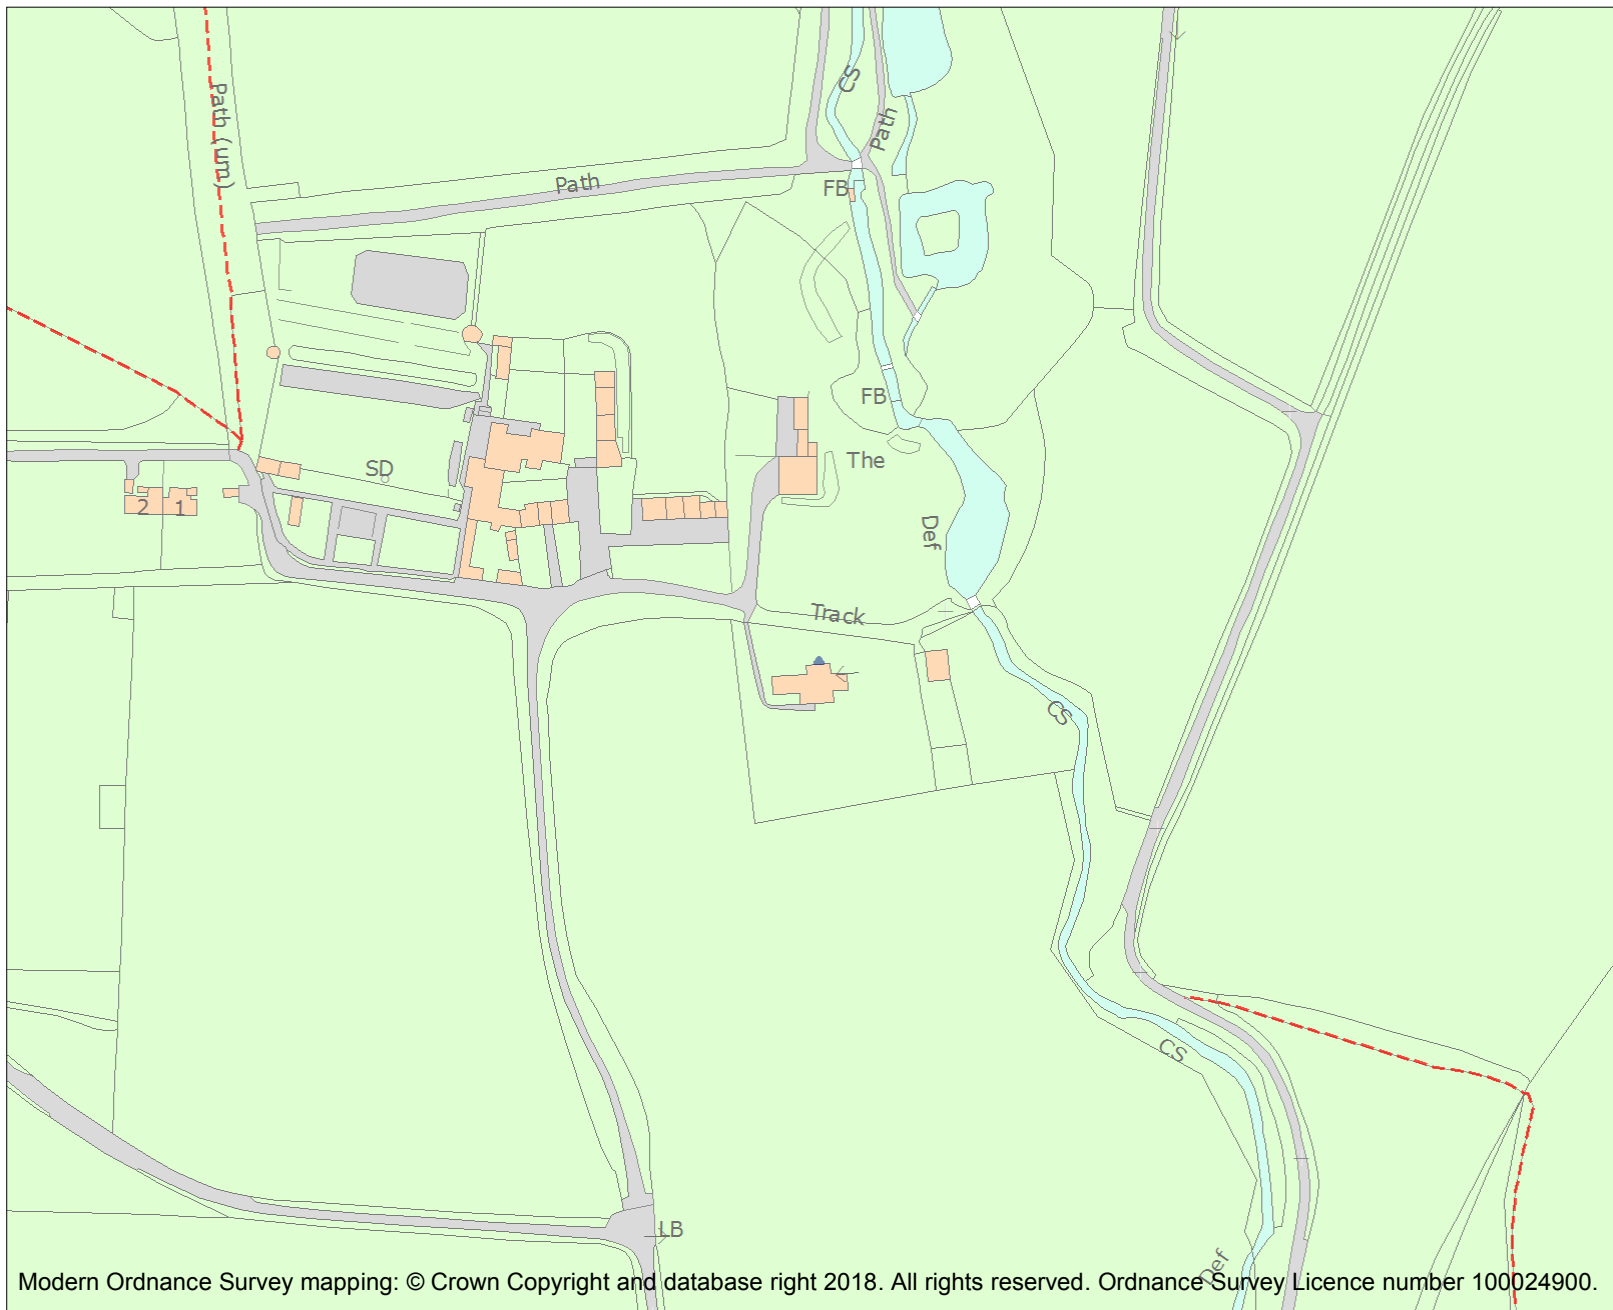 CS
Path (um)
Path
Path
FB
FB
The
SD
2
1
Def
Track
CS
CS
LB
Def
Modern Ordnance Survey mapping: © Crown Copyright and database right 2018. All rights reserved. Ordnance Survey Licence number 100024900.